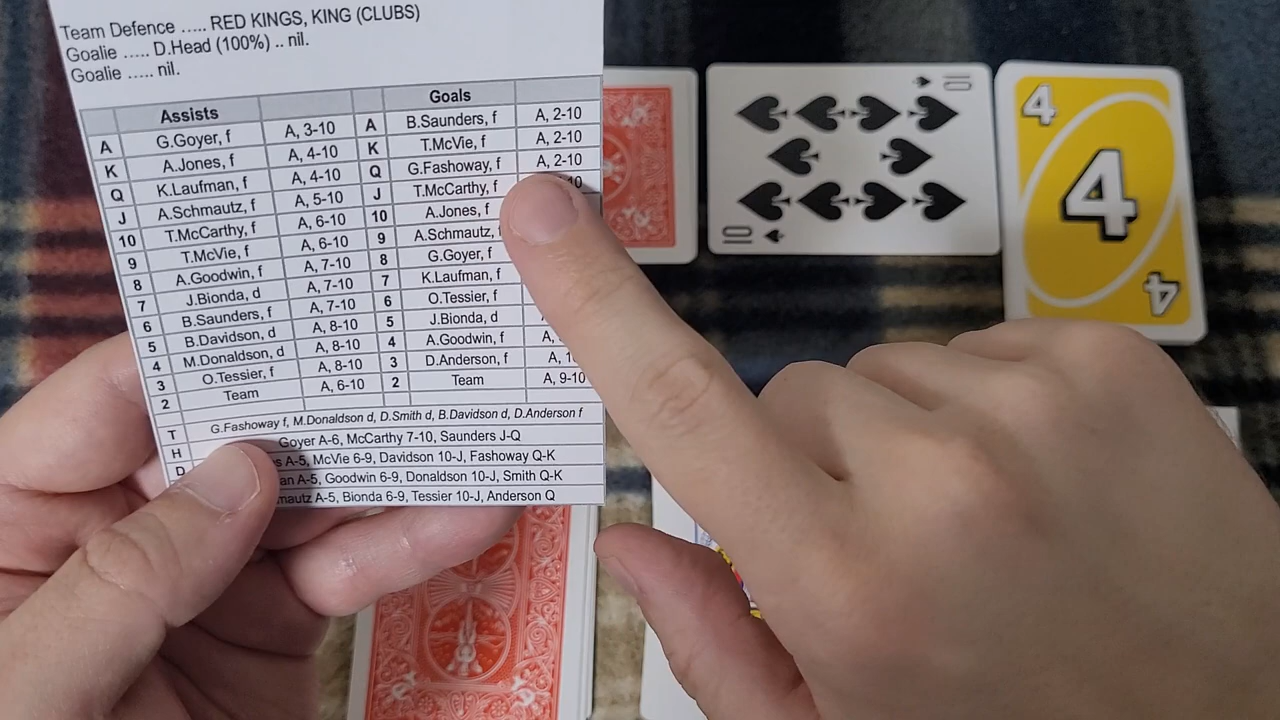 Team Defence ..... RED KINGS, KING (CLUBS)
Goalie ..... D.Head (100%) .. nil.
Goalie ..... nil.
Assists Goals
A G.Goyer, f A, 3-10 A B.Saunders, f A, 2-10
K A.Jones, f A, 4-10 K T.McVie, f A, 2-10
Q K.Laufman, f A, 4-10 Q G.Fashoway, f A, 2-10
J A.Schmautz, f A, 5-10 J T.McCarthy, f
10 T.McCarthy, f A, 6-10 10 A.Jones, f
9 T.McVie, f A, 6-10 9 A.Schmautz,
8 A.Goodwin, f A, 7-10 8 G.Goyer, f
7 J.Bionda, d A, 7-10 7 K.Laufman, f
6 B.Saunders, f A, 7-10 6 O.Tessier, f
5 B.Davidson, d A, 8-10 5 J.Bionda, d
4 M.Donaldson, d A, 8-10 4 A.Goodwin, f A,
3 O.Tessier, f A, 8-10 3 D.Anderson, f A,
2 Team A, 6-10 2 Team A, 9-10
T G.Fashoway f, M.Donaldson d, D.Smith d, B.Davidson d, D.Anderson f
H Goyer A-6, McCarthy 7-10, Saunders J-Q
D A-5, McVie 6-9, Davidson 10-J, Fashoway Q-K
A-5, Goodwin 6-9, Donaldson 10-J, Smith Q-K
A-5, Bionda 6-9, Tessier 10-J, Anderson Q
10
10
4
4
4